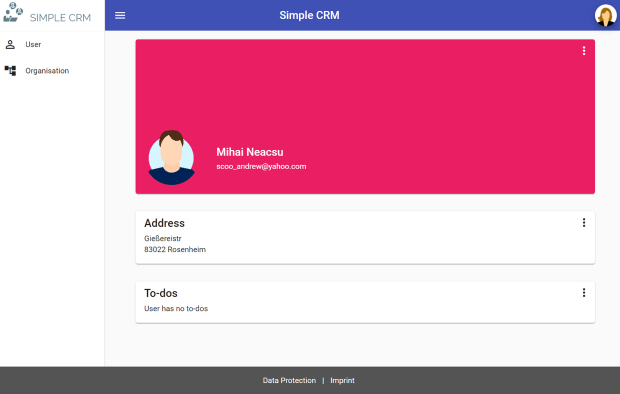 SIMPLE CRM
Simple CRM
User
Organisation
Mihai Neacsu
scoo_andrew@yahoo.com
Address
Gießereistr
83022 Rosenheim
To-dos
User has no to-dos
Data Protection | Imprint